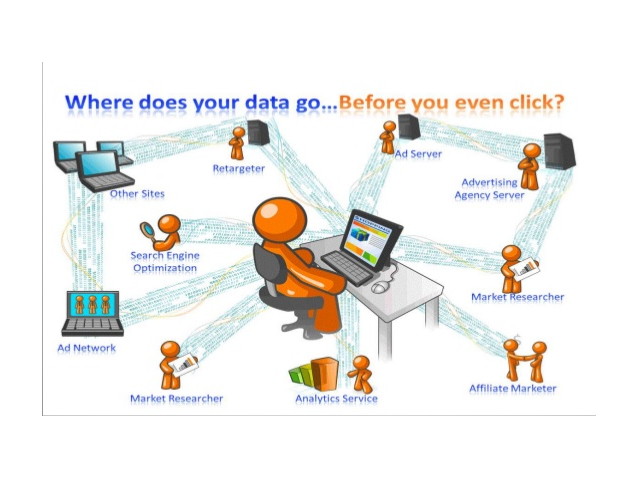 Where does your data go...Before you even click?
Ad Server
Retargeter
Advertising
Agency Server
Other Sites
Search Engine
Optimization
Market Researcher
Ad Network
Affiliate Marketer
Market Researcher
Analytics Service